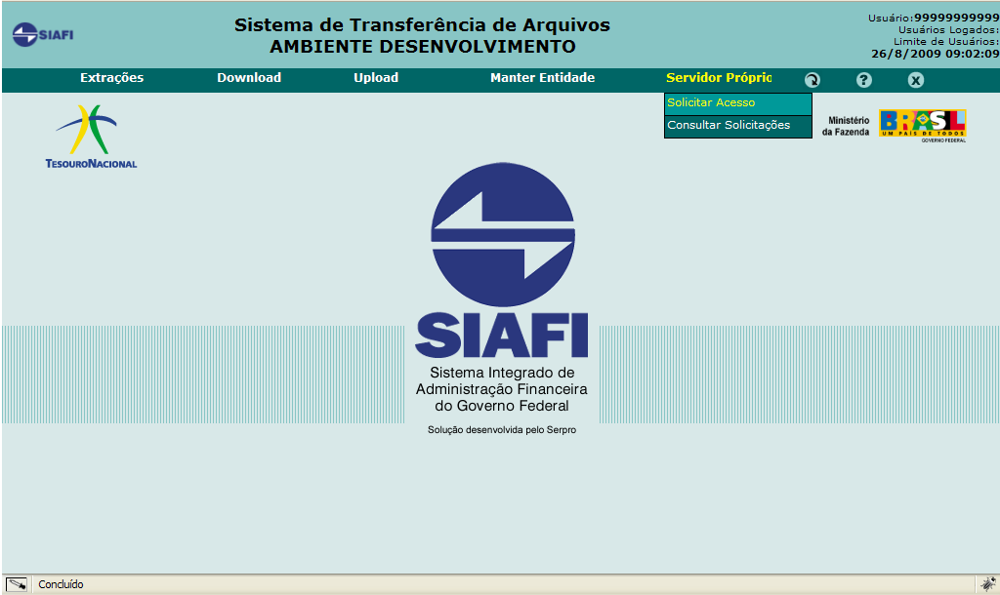 SIAFI
Sistema de Transferência de Arquivos
AMBIENTE DESENVOLVIMENTO
Usuário:99999999999
Usuários Logados:
Limite de Usuários:
26/8/2009 09:02:09
Extrações Download Upload Manter Entidade Servidor Próprio ? X
Solicitar Acesso
Consultar Solicitações
TESOURONACIONAL
Ministério
da Fazenda
BRASIL
UM PAÍS DE TODOS
GOVERNO FEDERAL
SIAFI
Sistema Integrado de
Administração Financeira
do Governo Federal
Solução desenvolvida pelo Serpro
Concluído